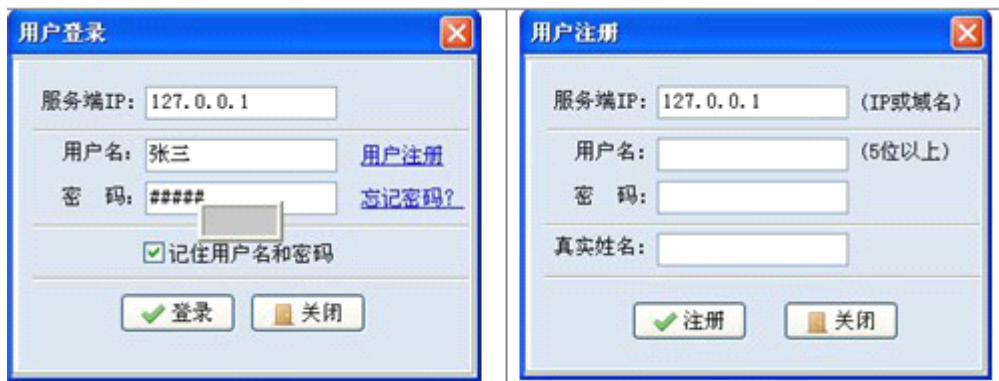 用户登录
服务端IP: 127.0.0.1
用户名: 张三 用户注册
密 码: ##### 忘记密码?
记住用户名和密码
登录 关闭
用户注册
服务端IP: 127.0.0.1 (IP或域名)
用户名: (5位以上)
密 码:
真实姓名:
注册 关闭